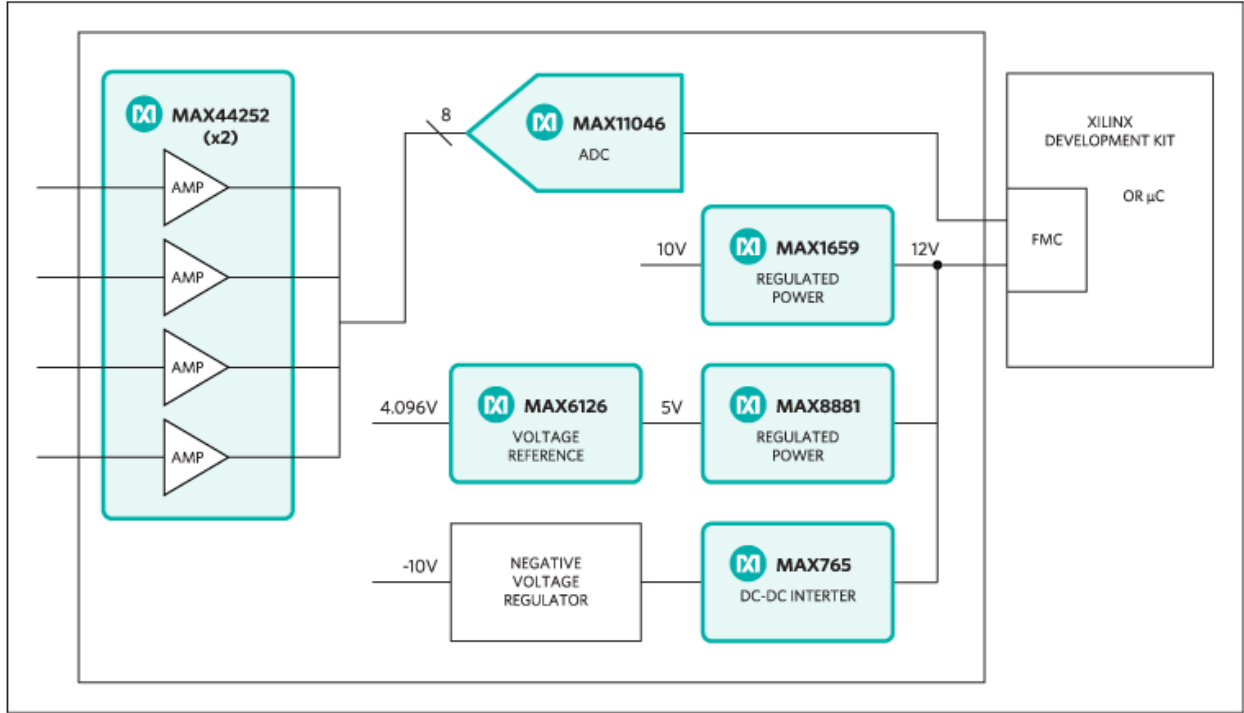 MAX44252
(x2)
AMP
AMP
AMP
AMP
8
MAX11046
ADC
10V
MAX1659
REGULATED
POWER
12V
4.096V
MAX6126
VOLTAGE
REFERENCE
5V
MAX8881
REGULATED
POWER
-10V
NEGATIVE
VOLTAGE
REGULATOR
MAX765
DC-DC INTERTER
XILINX
DEVELOPMENT KIT
OR µC
FMC